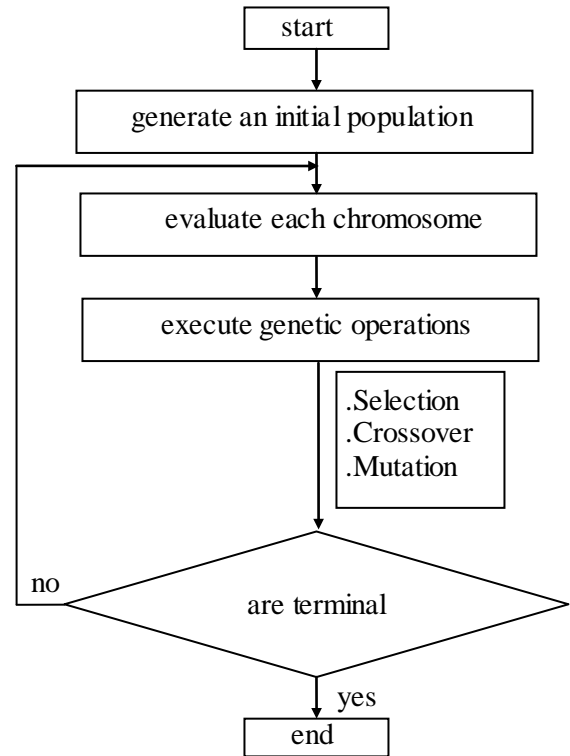 start
generate an initial population
evaluate each chromosome
execute genetic operations
.Selection
.Crossover
.Mutation
are terminal
no
yes
end